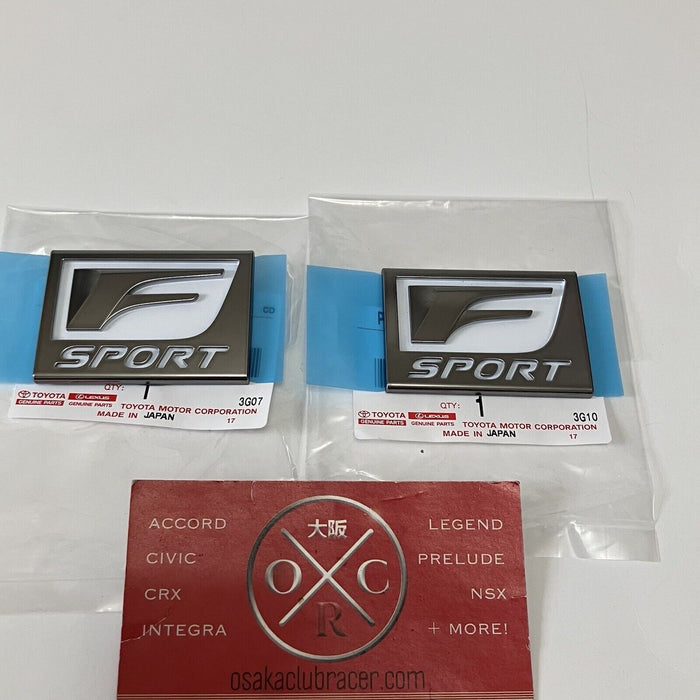 F
SPORT
QTY: 1
TOYOTA LEXUS 3G07
GENUINE PARTS GENUINE PARTS TOYOTA MOTOR CORPORATION
MADE IN JAPAN 17
CD
F
SPORT
QTY: 1
TOYOTA LEXUS 3G10
GENUINE PARTS GENUINE PARTS TOYOTA MOTOR CORPORATION
MADE IN JAPAN 17
P
ACCORD
CIVIC
CRX
INTEGRA
大阪
O C
R
LEGEND
PRELUDE
NSX
+ MORE!
osakaclubracer.com